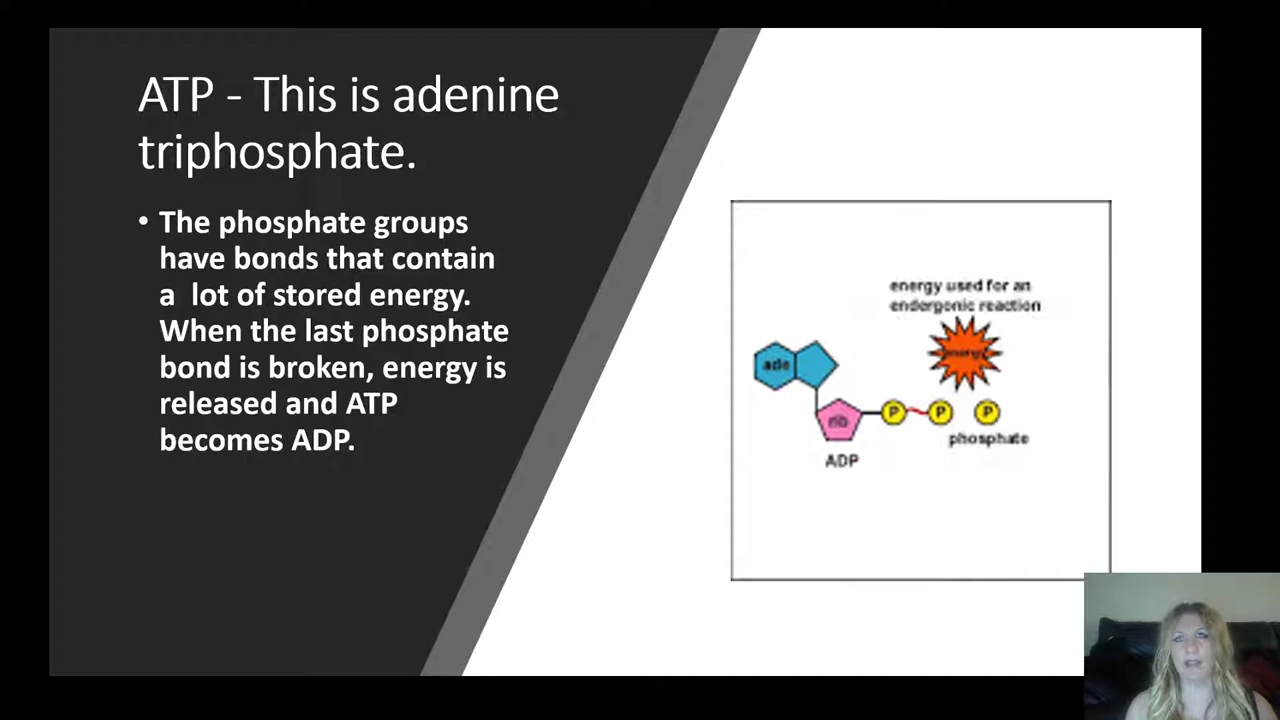 ATP - This is adenine
triphosphate.
• The phosphate groups
have bonds that contain
a lot of stored energy.
When the last phosphate
bond is broken, energy is
released and ATP
becomes ADP.
energy used for an
endergonic reaction
energy
ade
rib
P
P
P
phosphate
ADP